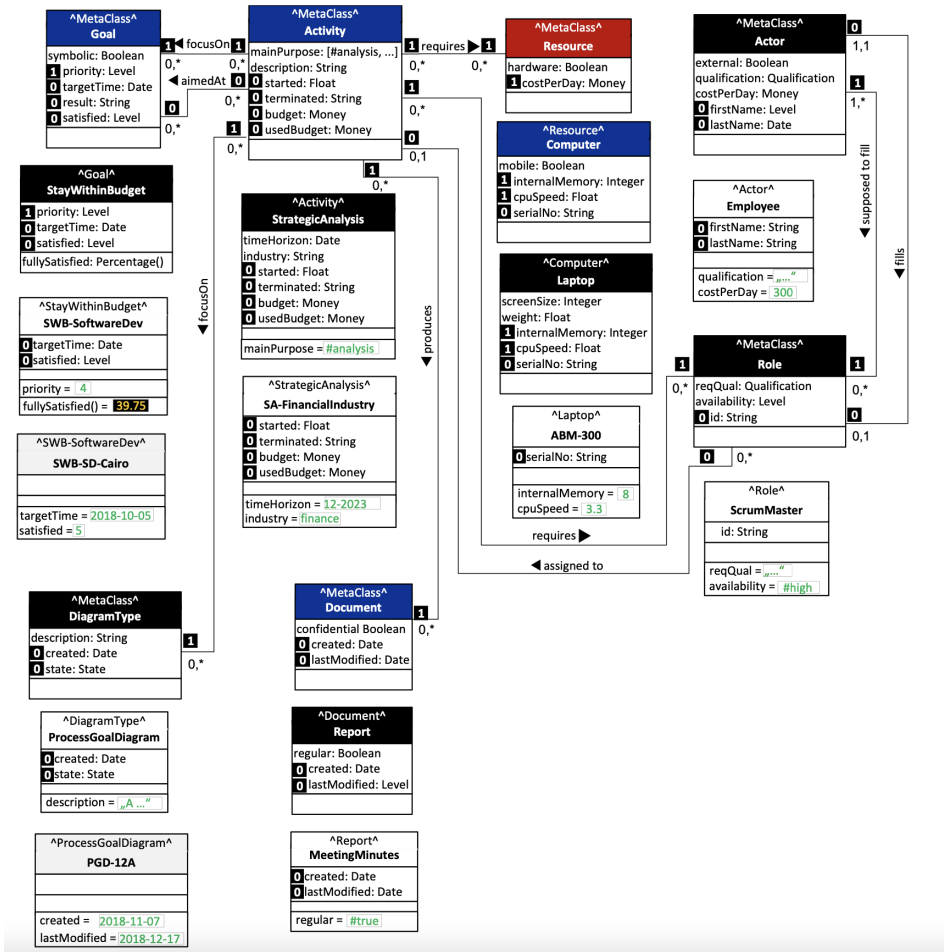 ^MetaClass^
Goal
symbolic: Boolean
1 priority: Level
0 targetTime: Date
0 result: String
0 satisfied: Level
1 ◀ focusOn 1
0,* 0,*
◀ aimedAt 0
0 0,*
0,*
^MetaClass^
Activity
mainPurpose: [#analysis, ...]
description: String
0 started: Float
0 terminated: String
0 budget: Money
0 usedBudget: Money
1 requires ▶ 1
0,* 0,*
1
0,*
0
0,1
1
0,*
1
0,*
^MetaClass^
Resource
hardware: Boolean
1 costPerDay: Money
^MetaClass^
Actor
external: Boolean
qualification: Qualification
costPerDay: Money
0 firstName: Level
0 lastName: Date
0
1,1
1
1,*
supposed to fill
fills
^Goal^
StayWithinBudget
1 priority: Level
0 targetTime: Date
0 satisfied: Level
fullySatisfied: Percentage()
^Activity^
StrategicAnalysis
timeHorizon: Date
industry: String
0 started: Float
0 terminated: String
0 budget: Money
0 usedBudget: Money
mainPurpose = #analysis
^Resource^
Computer
mobile: Boolean
1 internalMemory: Integer
1 cpuSpeed: Float
0 serialNo: String
^Actor^
Employee
0 firstName: String
0 lastName: String
qualification = „...“
costPerDay = 300
^StayWithinBudget^
SWB-SoftwareDev
0 targetTime: Date
0 satisfied: Level
priority = 4
fullySatisfied() = 39.75
focusOn
produces
^Computer^
Laptop
screenSize: Integer
weight: Float
1 internalMemory: Integer
1 cpuSpeed: Float
0 serialNo: String
^MetaClass^
Role
reqQual: Qualification
availability: Level
0 id: String
1
0,*
1
0,*
0
0,1
0 0,*
^SWB-SoftwareDev^
SWB-SD-Cairo
targetTime = 2018-10-05
satisfied = 5
^StrategicAnalysis^
SA-FinancialIndustry
0 started: Float
0 terminated: String
0 budget: Money
0 usedBudget: Money
timeHorizon = 12-2023
industry = finance
^Laptop^
ABM-300
0 serialNo: String
internalMemory = 8
cpuSpeed = 3.3
requires ▶
◀ assigned to
^Role^
ScrumMaster
id: String
reqQual = „...“
availability = #high
^MetaClass^
DiagramType
description: String
0 created: Date
0 state: State
1
0,*
^MetaClass^
Document
confidential Boolean
0 created: Date
0 lastModified: Date
1
0,*
^DiagramType^
ProcessGoalDiagram
0 created: Date
0 state: State
description = „A ...“
^Document^
Report
regular: Boolean
0 created: Date
0 lastModified: Level
^ProcessGoalDiagram^
PGD-12A
created = 2018-11-07
lastModified = 2018-12-17
^Report^
MeetingMinutes
0 created: Date
0 lastModified: Date
regular = #true